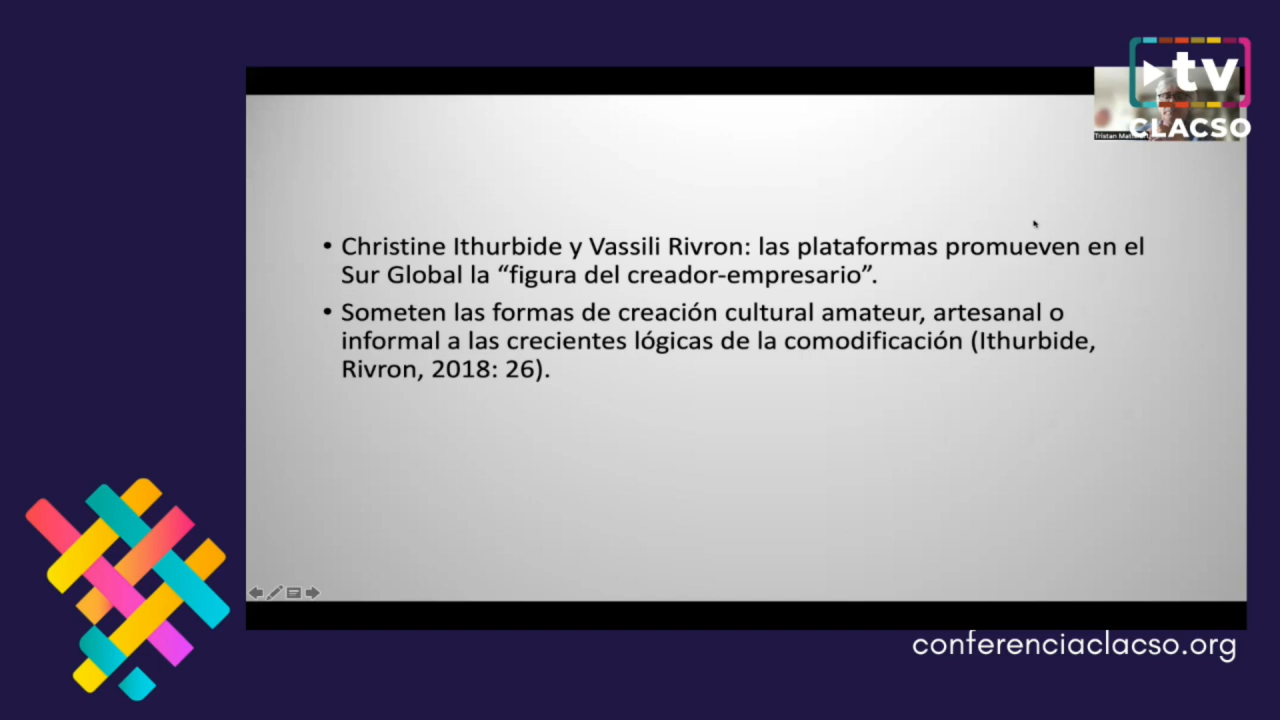 tv
CLACSO
Tristan
• Christine Ithurbide y Vassili Rivron: las plataformas promueven en el
Sur Global la “figura del creador-empresario”.
• Someten las formas de creación cultural amateur, artesanal o
informal a las crecientes lógicas de la comodificación (Ithurbide,
Rivron, 2018: 26).
conferenciaclacso.org